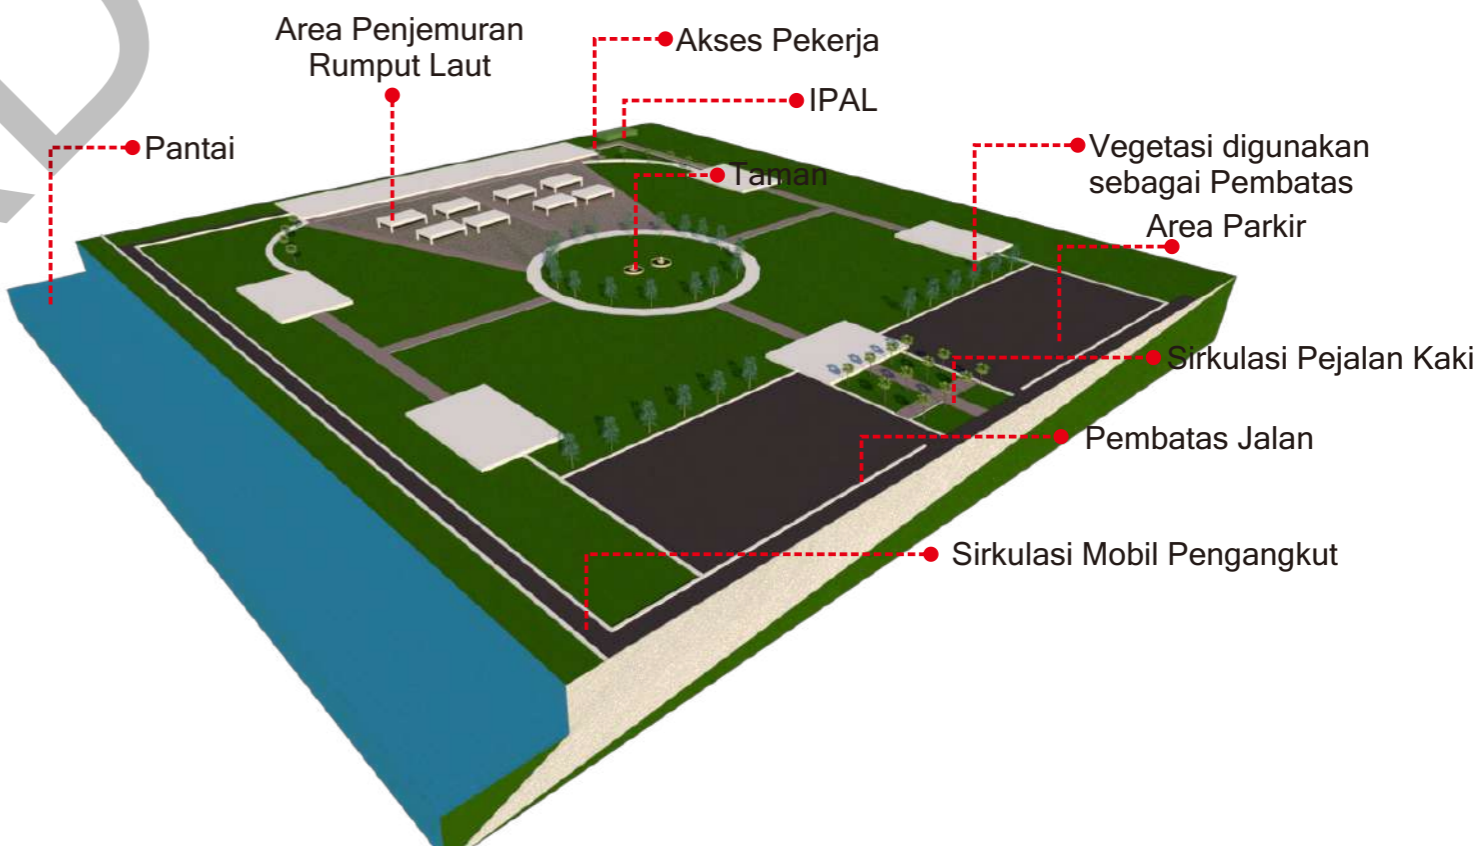 Area Penjemuran
Rumput Laut
Akses Pekerja
IPAL
Pantai
Vegetasi digunakan
sebagai Pembatas
Taman
Area Parkir
Sirkulasi Pejalan Kaki
Pembatas Jalan
Sirkulasi Mobil Pengangkut